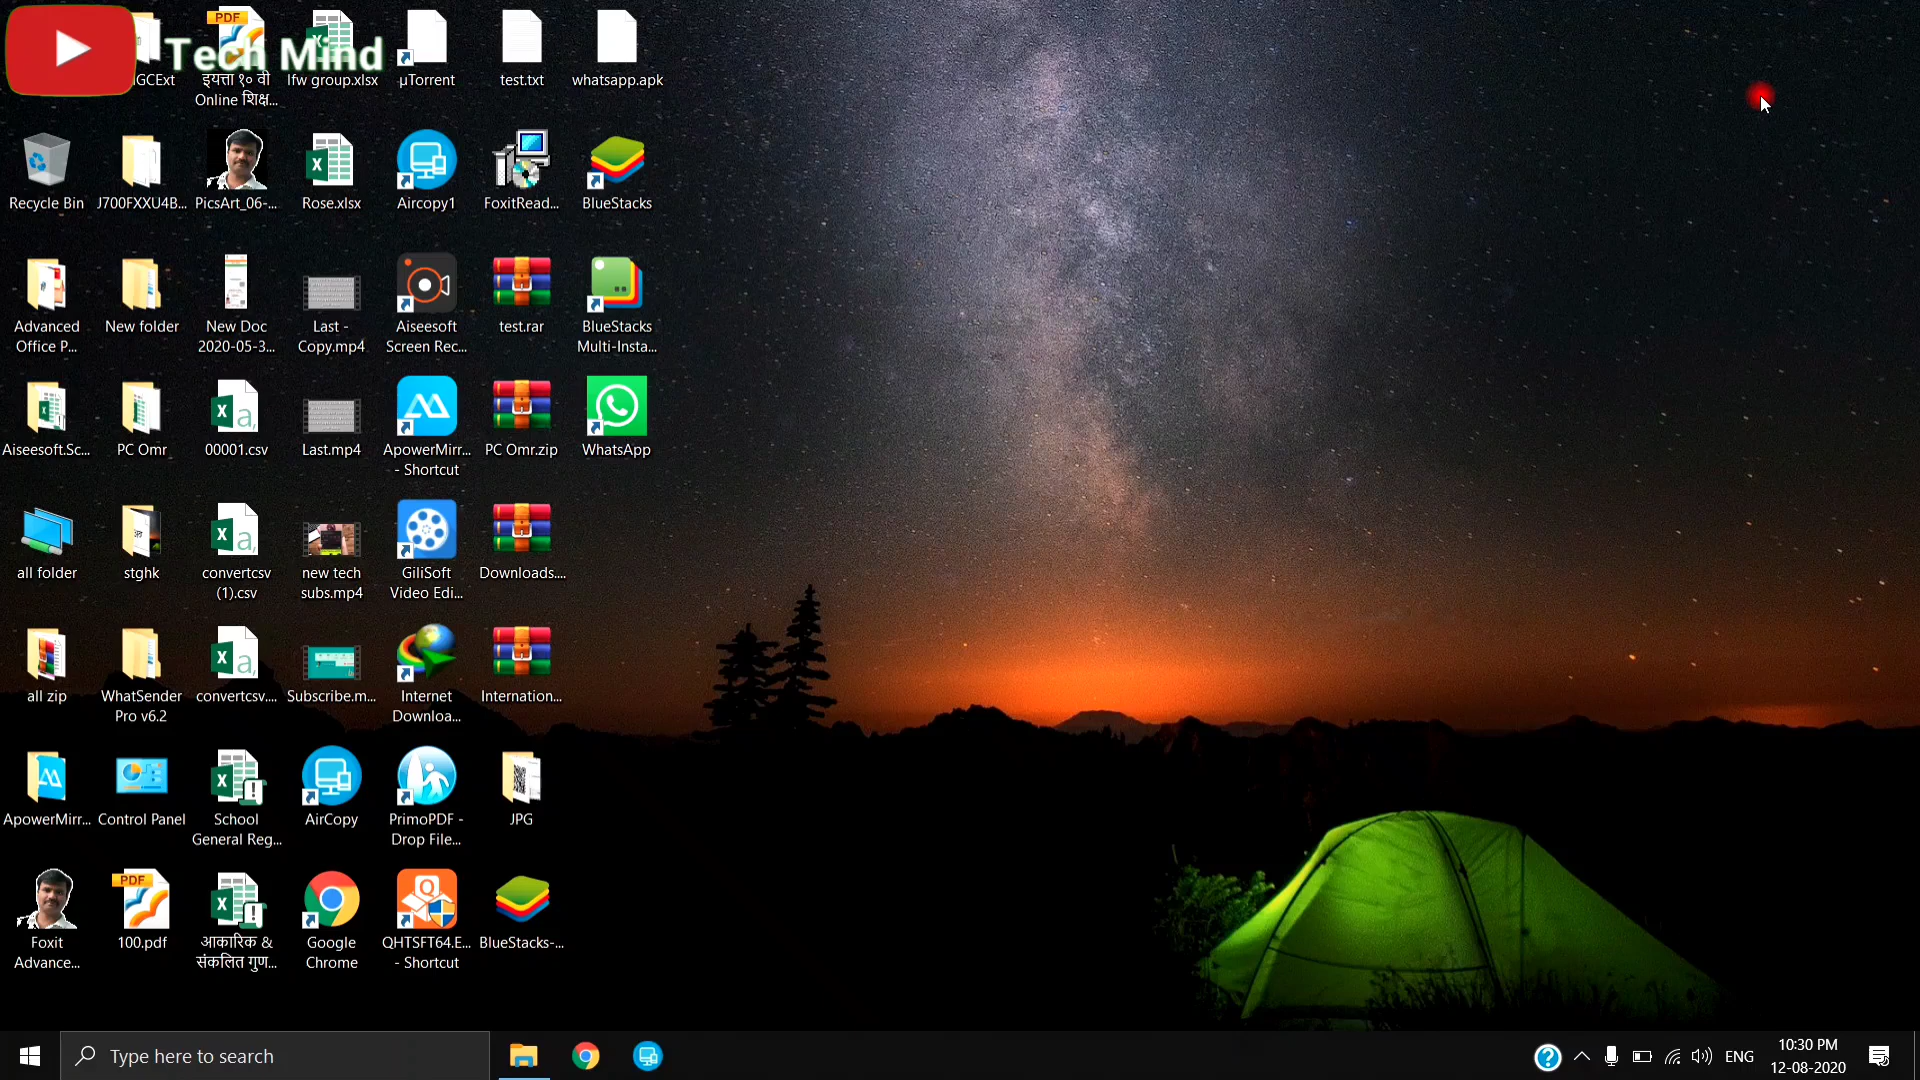 Tech Mind
GCExt
इयत्ता १० वी
Online शिक्ष...
lfw group.xlsx
µTorrent
test.txt
whatsapp.apk
Recycle Bin
J700FXXU4B...
PicsArt_06-...
Rose.xlsx
Aircopy1
FoxitRead...
BlueStacks
Advanced
Office P...
New folder
New Doc
2020-05-3...
Last -
Copy.mp4
Aiseesoft
Screen Rec...
test.rar
BlueStacks
Multi-Insta...
Aiseesoft.Sc...
PC Omr
00001.csv
Last.mp4
ApowerMirr...
- Shortcut
PC Omr.zip
WhatsApp
all folder
stghk
convertcsv
(1).csv
new tech
subs.mp4
GiliSoft
Video Edi...
Downloads....
all zip
WhatSender
Pro v6.2
convertcsv....
Subscribe.m...
Internet
Downloa...
Internation...
ApowerMirr...
Control Panel
School
General Reg...
AirCopy
PrimoPDF -
Drop File...
JPG
Foxit
Advance...
PDF
100.pdf
आकारिक &
संकलित गुण...
Google
Chrome
QHTSFT64.E...
- Shortcut
BlueStacks-...
Type here to search
ENG
10:30 PM
12-08-2020